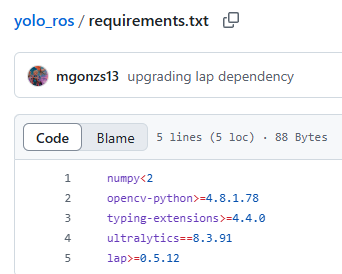 yolo_ros / requirements.txt
mgonzs13 upgrading lap dependency
Code Blame 5 lines (5 loc) · 88 Bytes
1 numpy<2
2 opencv-python>=4.8.1.78
3 typing-extensions>=4.4.0
4 ultralytics==8.3.91
5 lap>=0.5.12